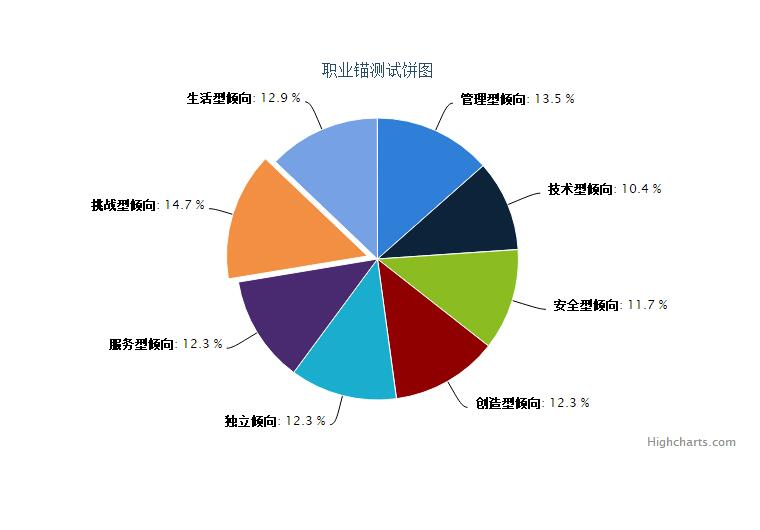 职业锚测试饼图
生活型倾向: 12.9 %
管理型倾向: 13.5 %
技术型倾向: 10.4 %
挑战型倾向: 14.7 %
安全型倾向: 11.7 %
服务型倾向: 12.3 %
创造型倾向: 12.3 %
独立倾向: 12.3 %
Highcharts.com